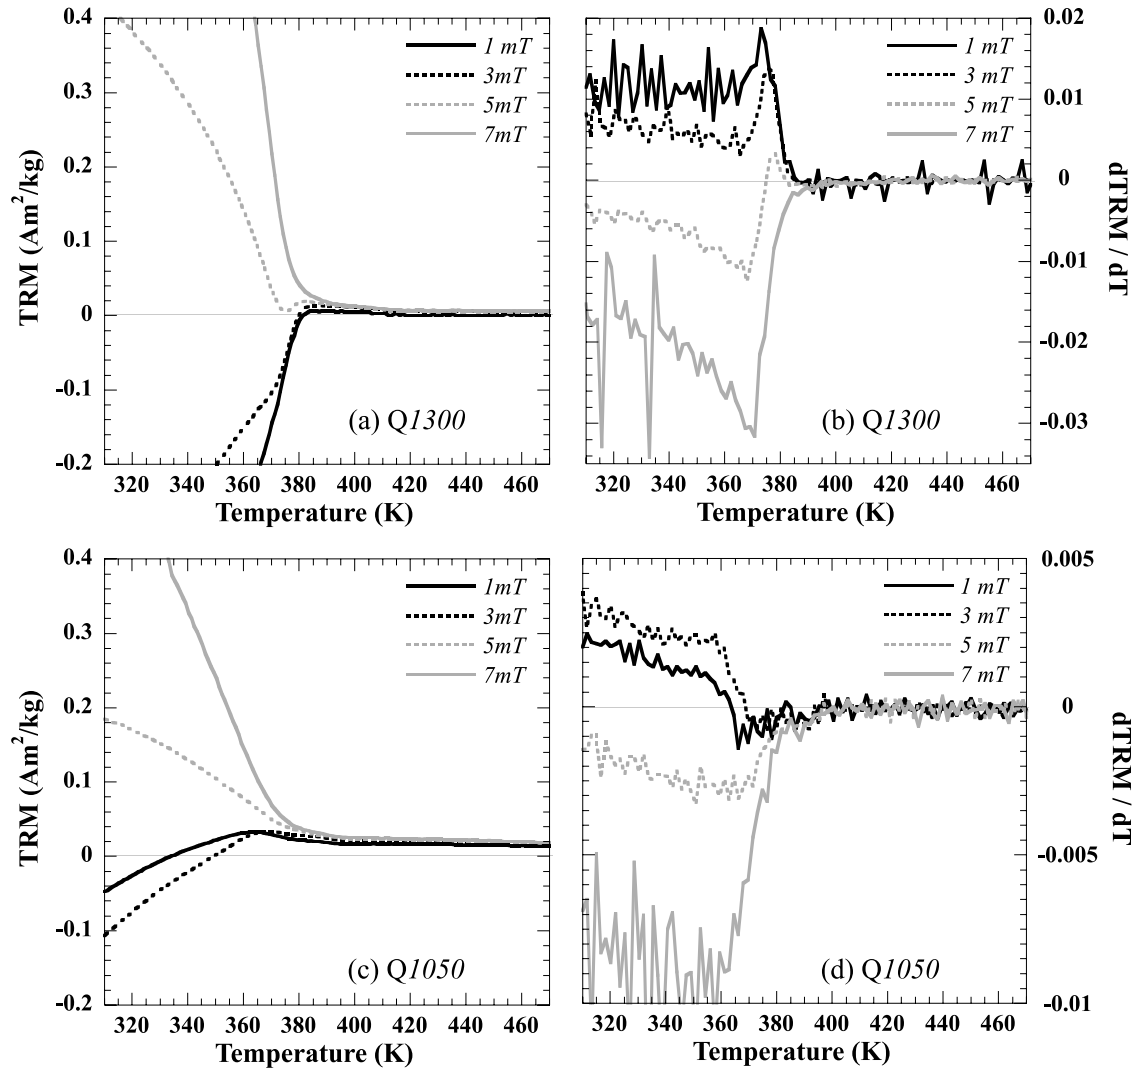 0.4
0.3
0.2
0.1
0
-0.1
-0.2
TRM (Am²/kg)
1 mT
3mT
5mT
7mT
(a) Q1300
320 340 360 380 400 420 440 460
Temperature (K)
0.02
0.01
0
-0.01
-0.02
-0.03
dTRM / dT
1 mT
3 mT
5 mT
7 mT
(b) Q1300
320 340 360 380 400 420 440 460
Temperature (K)
0.4
0.3
0.2
0.1
0
-0.1
-0.2
TRM (Am²/kg)
1mT
3mT
5mT
7mT
(c) Q1050
320 340 360 380 400 420 440 460
Temperature (K)
0.005
0
-0.005
-0.01
dTRM / dT
1 mT
3 mT
5 mT
7 mT
(d) Q1050
320 340 360 380 400 420 440 460
Temperature (K)